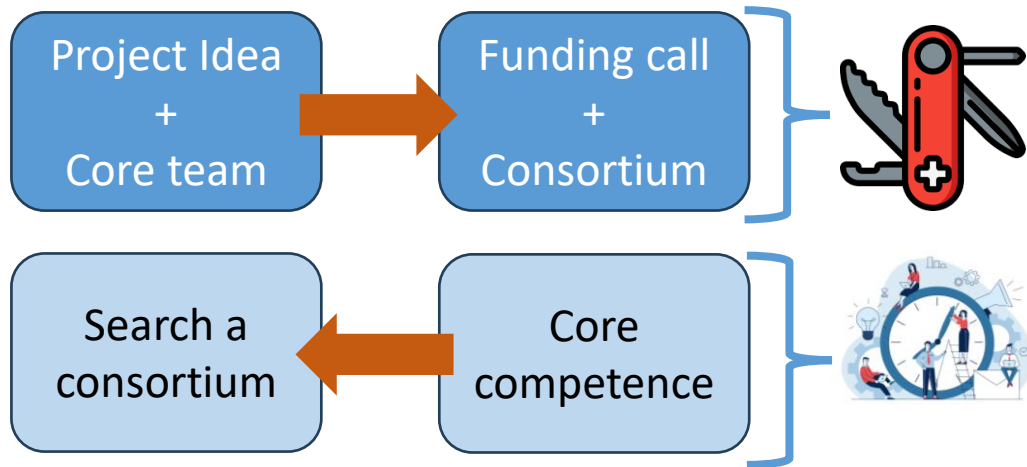 Project Idea
+
Core team
Funding call
+
Consortium
Search a
consortium
Core
competence